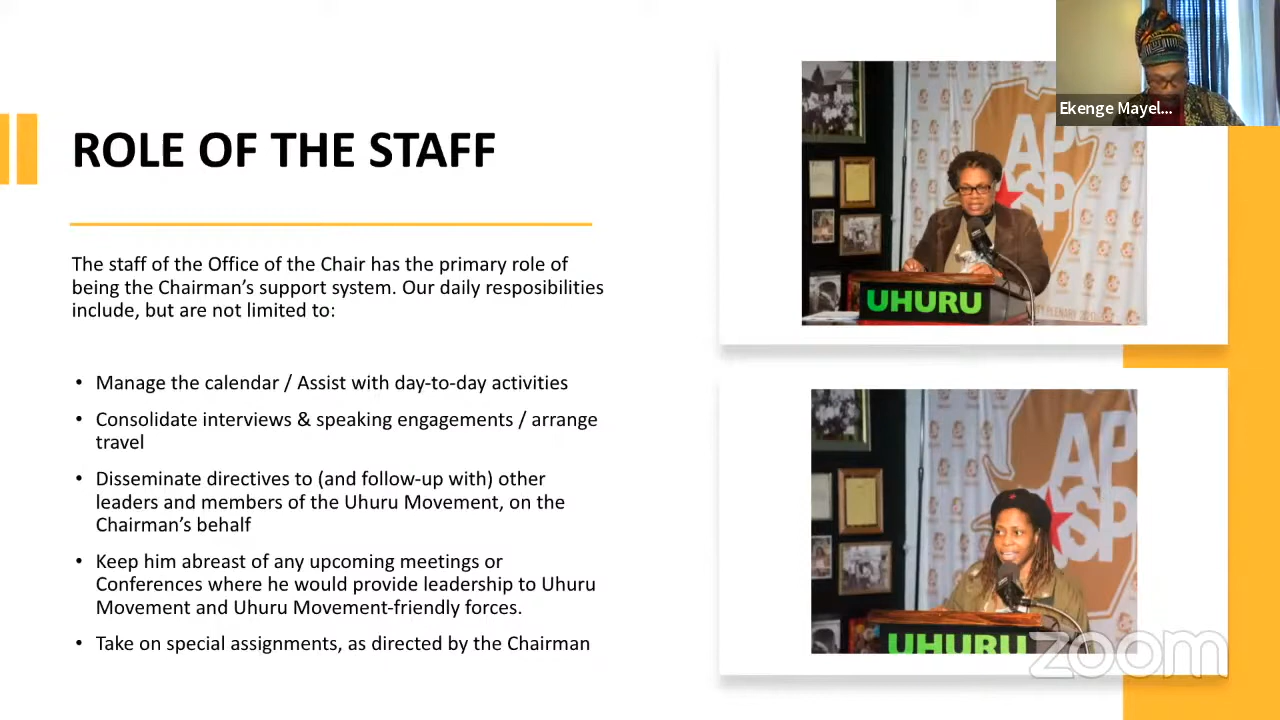 ROLE OF THE STAFF
The staff of the Office of the Chair has the primary role of
being the Chairman’s support system. Our daily resposibilities
include, but are not limited to:
• Manage the calendar / Assist with day-to-day activities
• Consolidate interviews & speaking engagements / arrange
travel
• Disseminate directives to (and follow-up with) other
leaders and members of the Uhuru Movement, on the
Chairman’s behalf
• Keep him abreast of any upcoming meetings or
Conferences where he would provide leadership to Uhuru
Movement and Uhuru Movement-friendly forces.
• Take on special assignments, as directed by the Chairman
Ekenge Mayel...
AP
SP
UHURU
AP
SP
UHURU
zoom